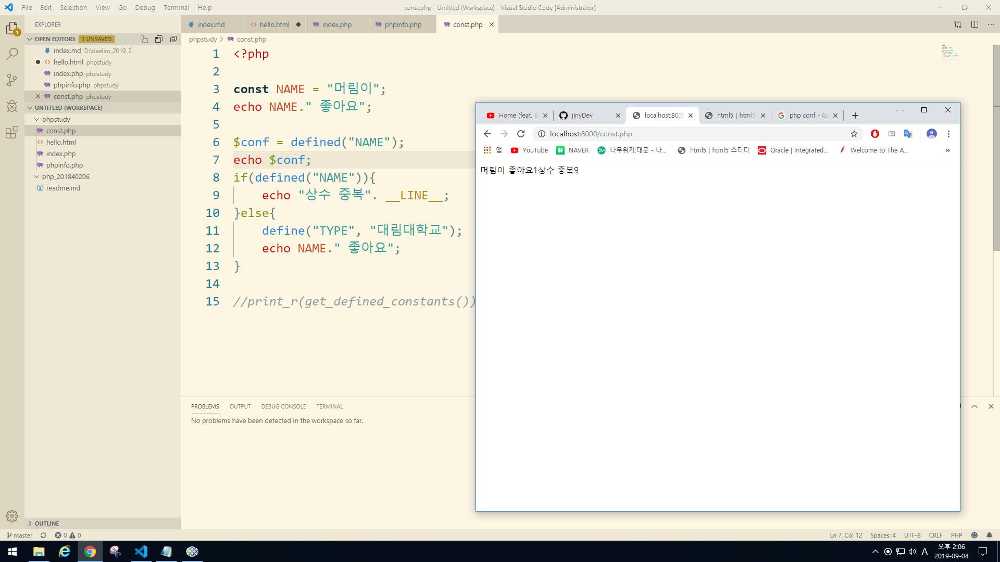 File Edit Selection View Go Debug Terminal Help
const.php - Untitled (Workspace) - Visual Studio Code [Administrator]
EXPLORER
OPEN EDITORS 1 UNSAVED
index.md D:\daelim_2019_2
hello.html phpstudy
index.php phpstudy
phpinfo.php phpstudy
const.php phpstudy
UNTITLED (WORKSPACE)
phpstudy
const.php
hello.html
index.php
phpinfo.php
php_201840206
readme.md
OUTLINE
1
index.md hello.html index.php phpinfo.php const.php
phpstudy > const.php
1 <?php
2
3 const NAME = "머림이";
4 echo NAME." 좋아요";
5
6 $conf = defined("NAME");
7 echo $conf;
8 if(defined("NAME")){
9 echo "상수 중복". __LINE__;
10 }else{
11 define("TYPE", "대림대학교");
12 echo NAME." 좋아요";
13 }
14
15 //print_r(get_defined_constants())
PROBLEMS OUTPUT DEBUG CONSOLE TERMINAL
No problems have been detected in the workspace so far.
Home (feat. jinyDev localhost:800 html5 | html5 php conf - Go
localhost:8000/const.php
앱 YouTube NAVER 나무위키:대문 - 나... html5 | html5 스터디 Oracle | Integrated... Welcome to The A... »
머림이 좋아요1상수 중복9
master 0 0
Ln 7, Col 12 Spaces: 4 UTF-8 CRLF PHP
A
오후 2:06
2019-09-04